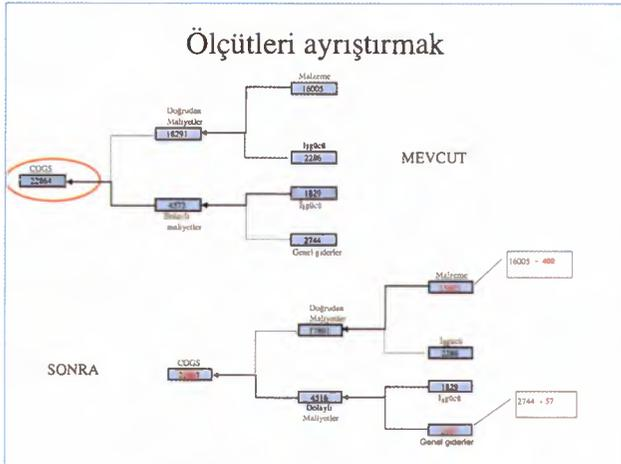 Ölçütleri ayrıştırmak
Malzeme
16005
Doğrudan
Maliyetler
18291
İşgücü
2286
MEVCUT
COGS
22864
4573
maliyetler
1829
İşgücü
2744
Genel giderler
Malzeme
16005 - 400
Doğrudan
Maliyetler
İşgücü
2286
SONRA
COGS
1829
İşgücü
4516
Dolaylı
Maliyetler
2744 - 57
Genel giderler